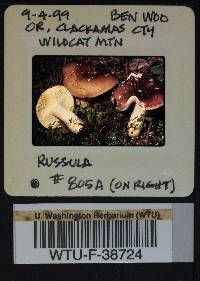 9-4-99 BEN WOO
OR, CLACKAMAS CTY
WILDCAT MTN
RUSSULA
# 805A (ON RIGHT)
U. Washington Herbarium (WTU)
WTU-F-38724